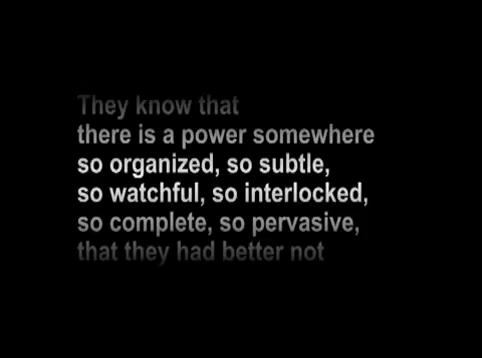 They know that
there is a power somewhere
so organized, so subtle,
so watchful, so interlocked,
so complete, so pervasive,
that they had better not